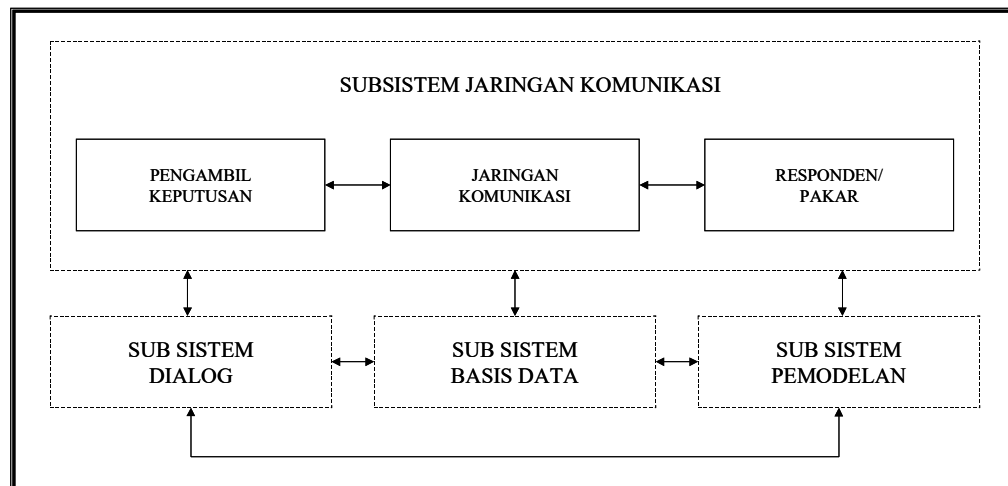 SUBSISTEM JARINGAN KOMUNIKASI
PENGAMBIL
KEPUTUSAN
JARINGAN
KOMUNIKASI
RESPONDEN/
PAKAR
SUB SISTEM
DIALOG
SUB SISTEM
BASIS DATA
SUB SISTEM
PEMODELAN